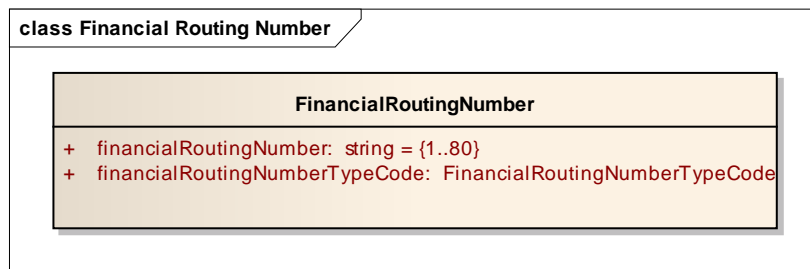 class Financial Routing Number
FinancialRoutingNumber
+ financialRoutingNumber: string = {1..80}
+ financialRoutingNumberTypeCode: FinancialRoutingNumberTypeCode